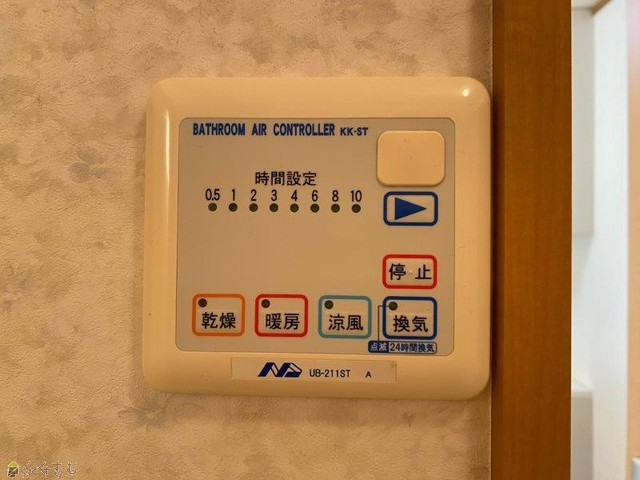 BATHROOM AIR CONTROLLER KK-ST
時間設定
0.5 1 2 3 4 6 8 10
停止
乾燥 暖房 涼風 換気
点滅 24時間換気
UB-211ST A